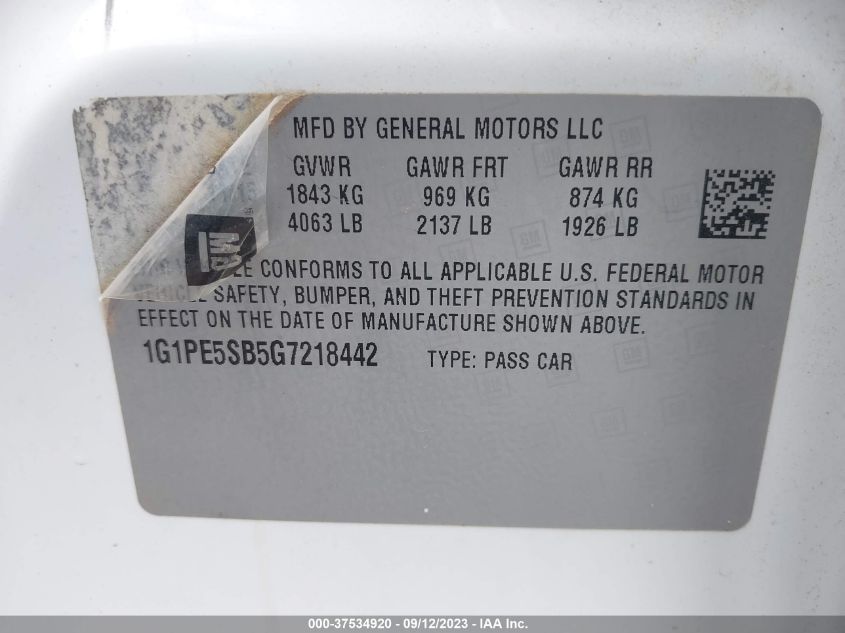 MFD BY GENERAL MOTORS LLC
GVWR GAWR FRT GAWR RR
1843 KG 969 KG 874 KG
4063 LB 2137 LB 1926 LB
CONFORMS TO ALL APPLICABLE U.S. FEDERAL MOTOR
VEHICLE SAFETY, BUMPER, AND THEFT PREVENTION STANDARDS IN
EFFECT ON THE DATE OF MANUFACTURE SHOWN ABOVE.
1G1PE5SB5G7218442 TYPE: PASS CAR
000-37534920 - 09/12/2023 - IAA Inc.